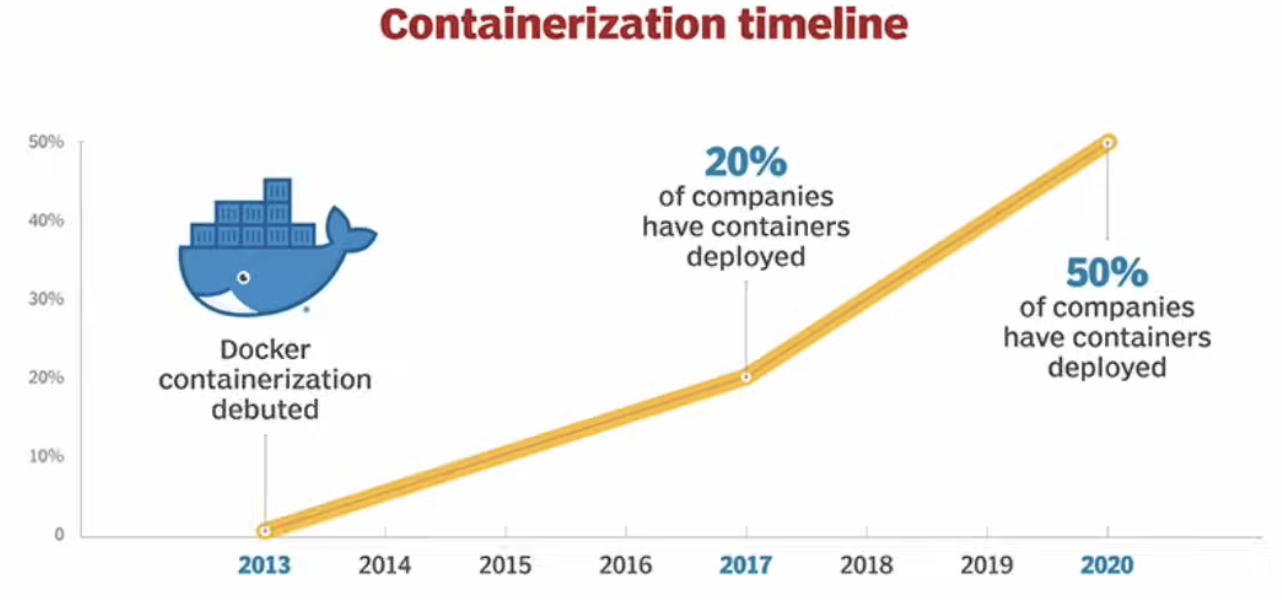 Containerization timeline
50%
40%
30%
20%
10%
0
Docker
containerization
debuted
20%
of companies
have containers
deployed
50%
of companies
have containers
deployed
2013 2014 2015 2016 2017 2018 2019 2020